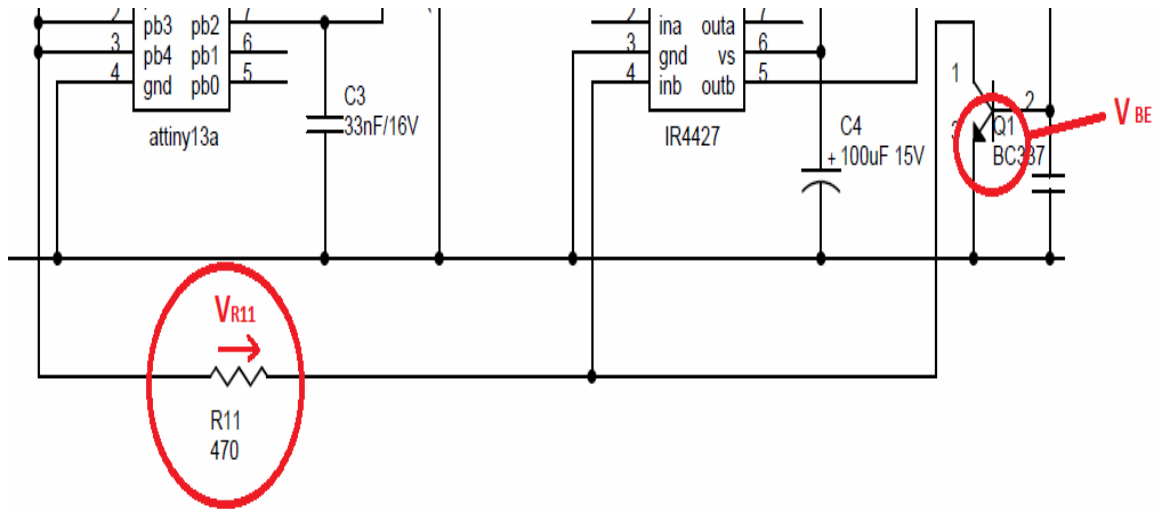 2
pb3 pb2 7
3 pb4 pb1 6
4 gnd pb0 5
attiny13a
C3
33nF/16V
2 ina outa 7
3 gnd vs 6
4 inb outb 5
IR4427
C4
+ 100uF 15V
1
2
3 Q1
BC337
V BE
VR11
R11
470